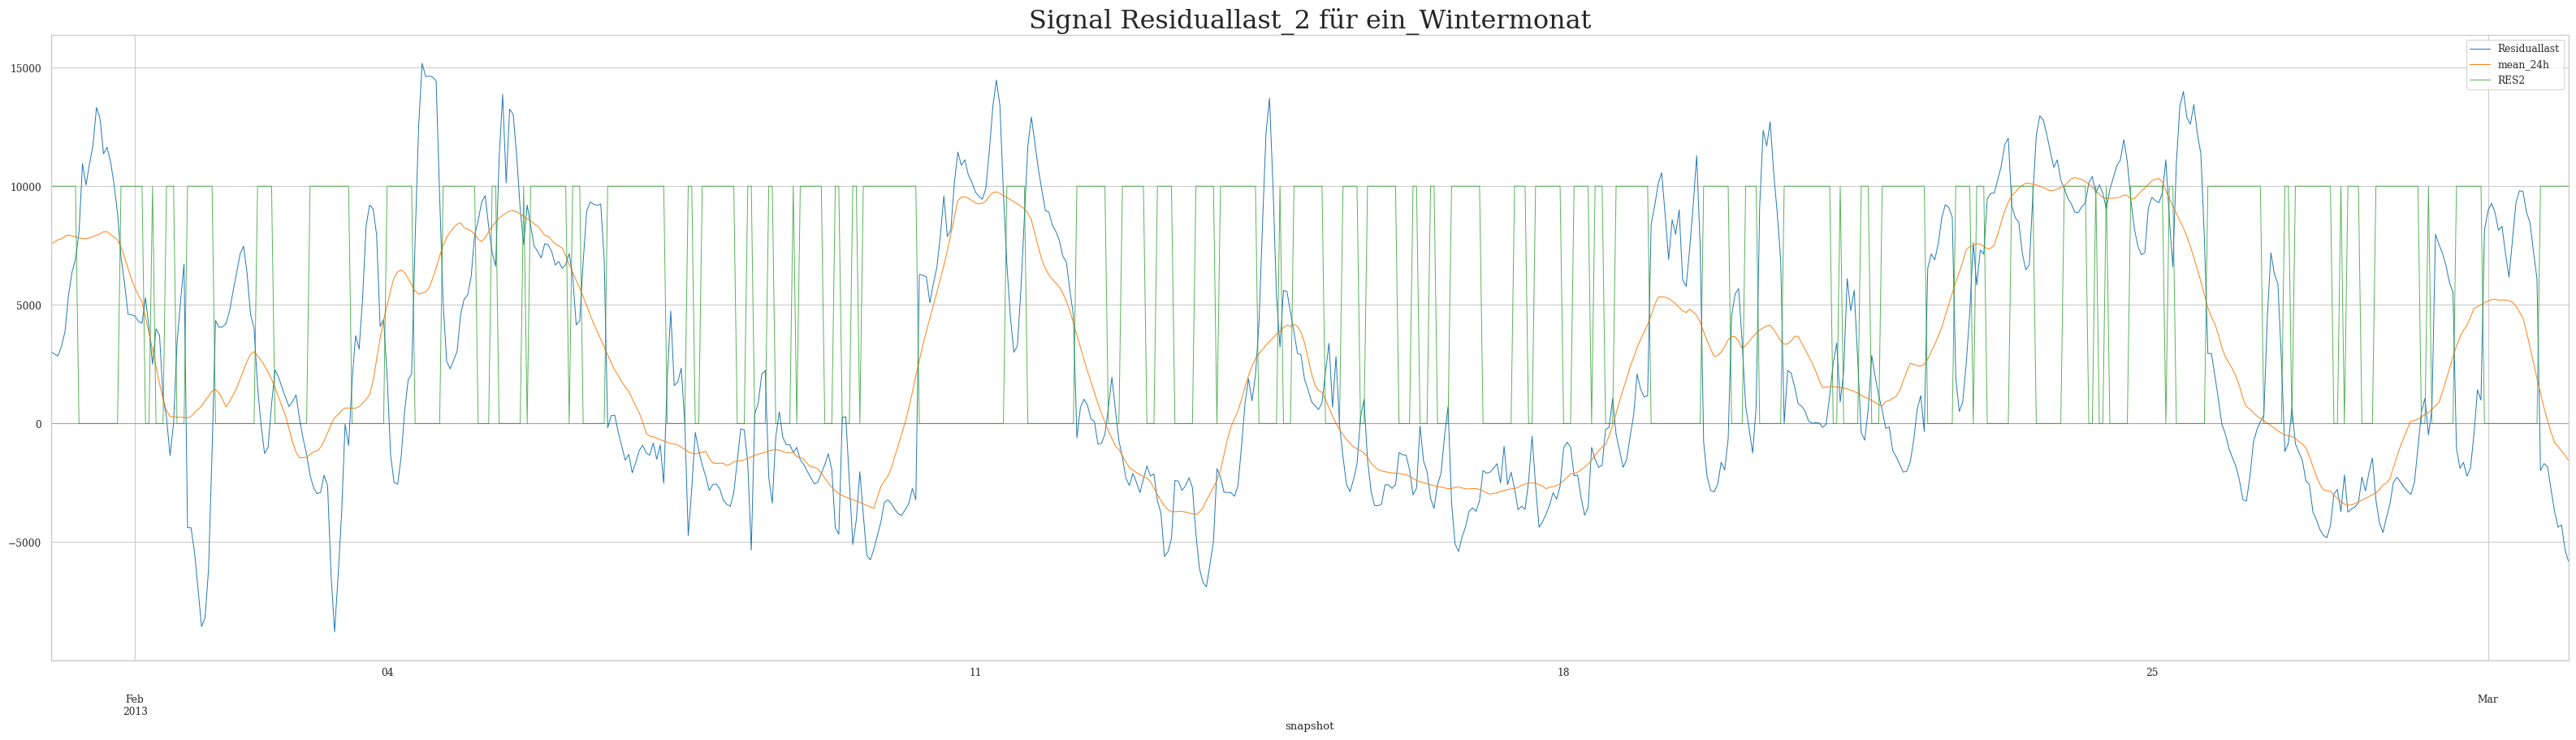 Signal Residuallast_2 für ein_Wintermonat
Residuallast
mean_24h
RES2
15000
10000
5000
0
−5000
04
11
18
25
Feb
2013
Mar
snapshot